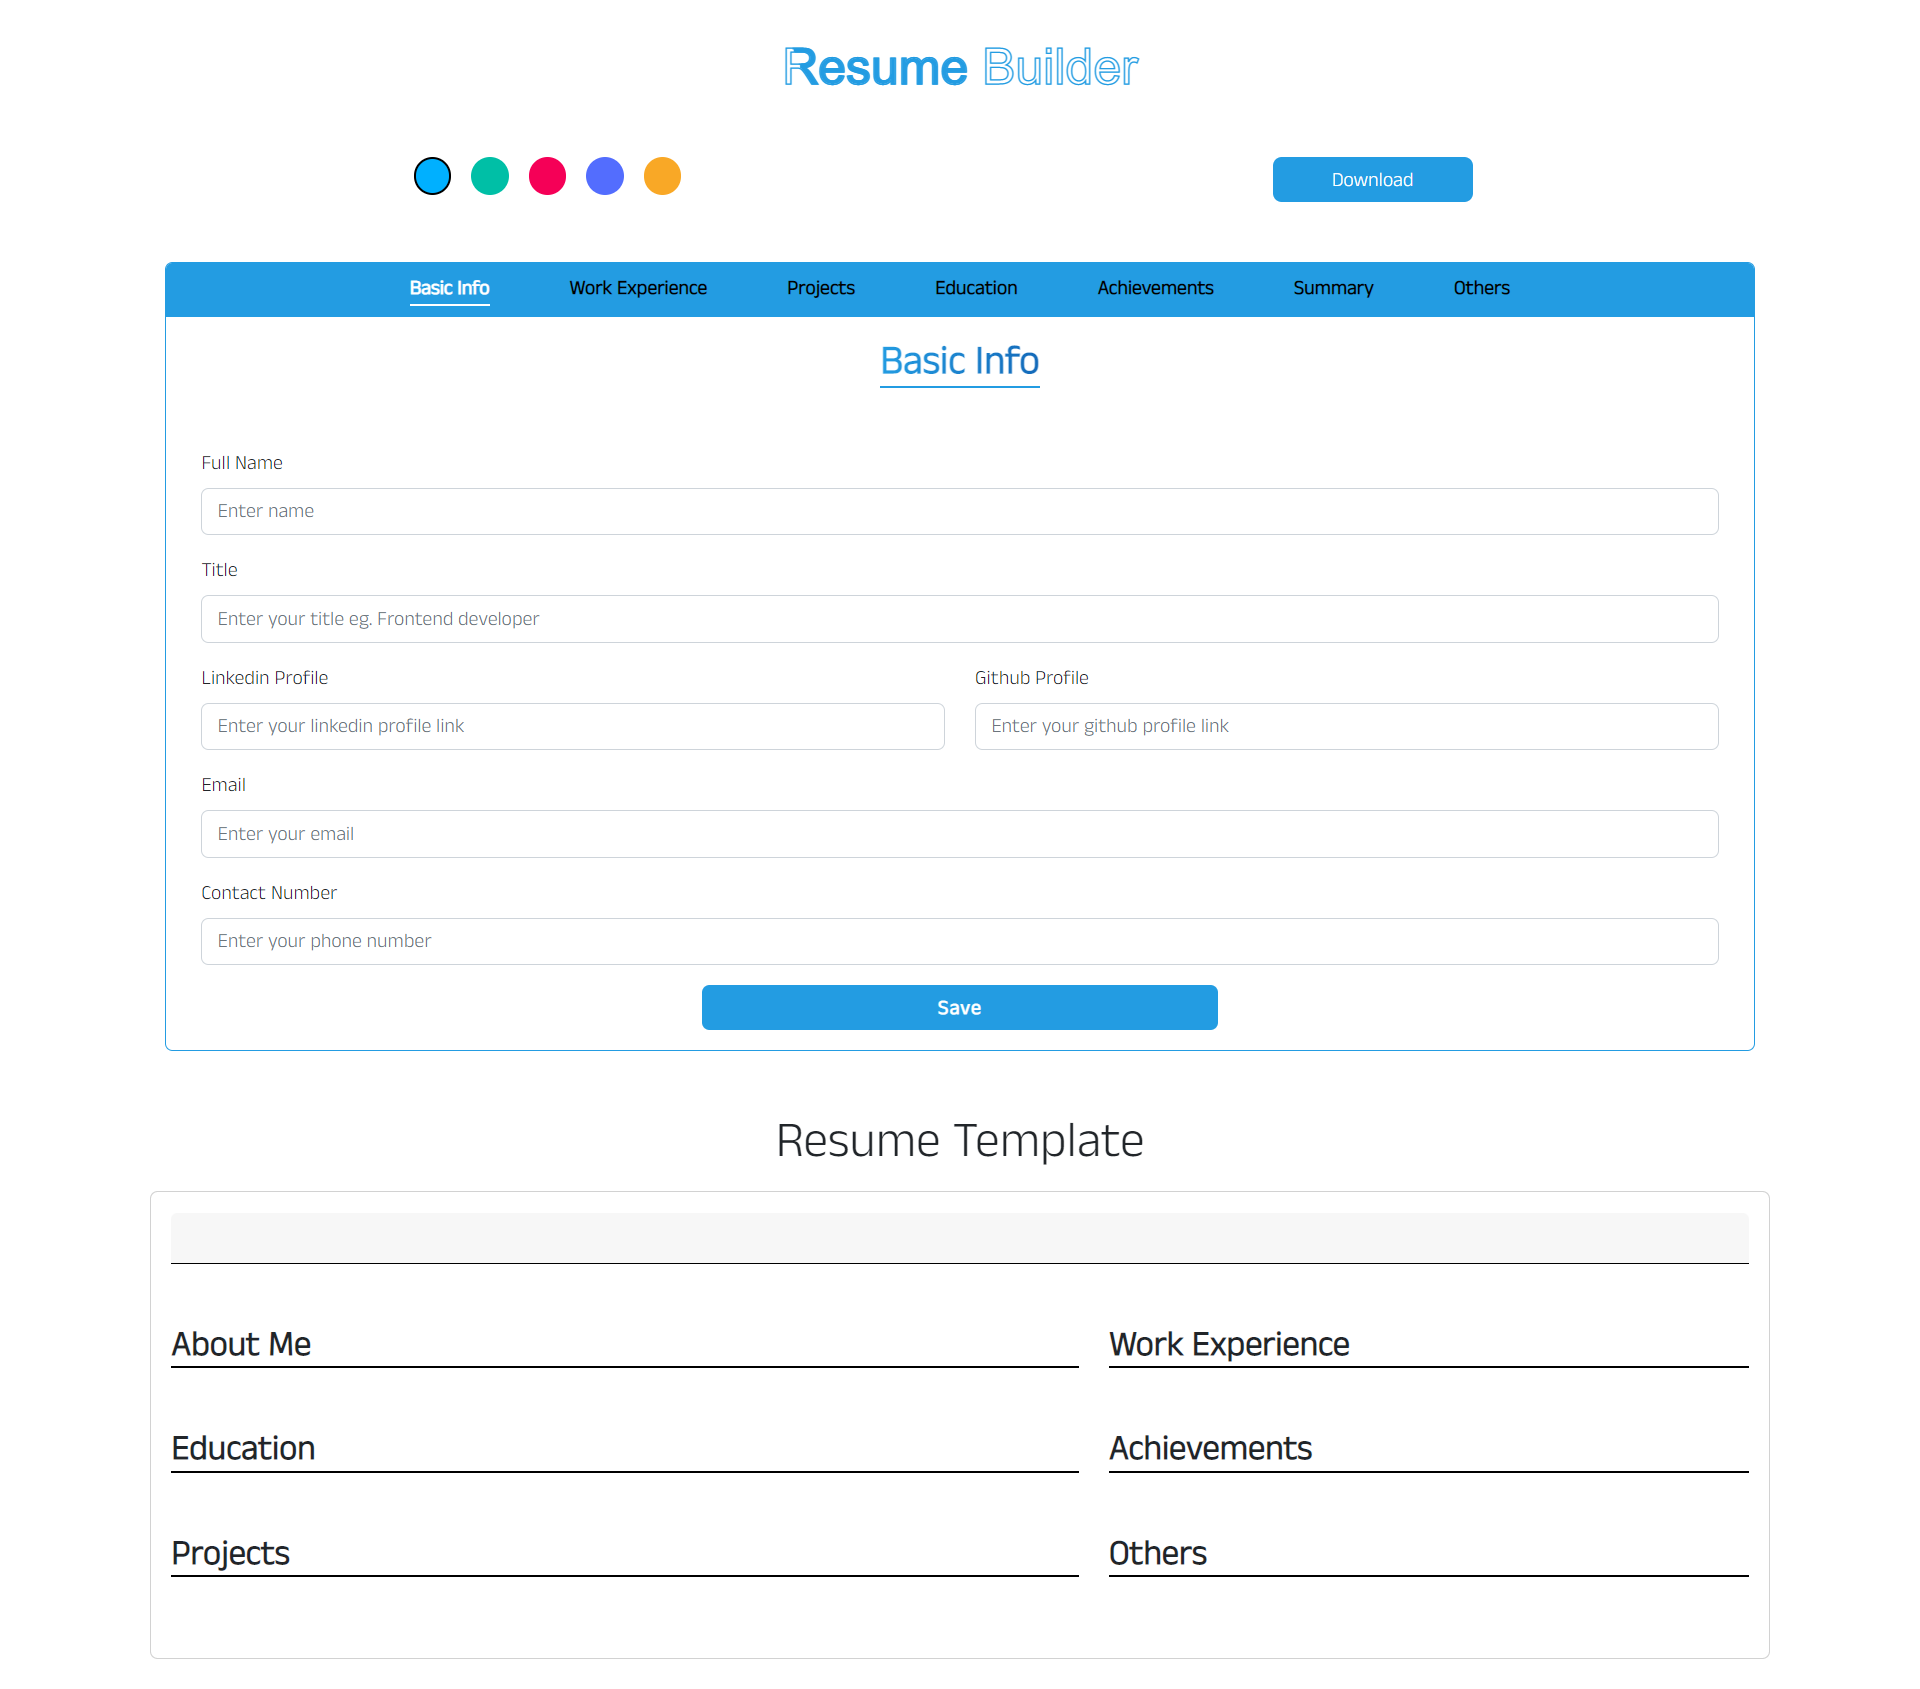 Resume Builder
Download
Basic Info Work Experience Projects Education Achievements Summary Others
Basic Info
Full Name
Enter name
Title
Enter your title eg. Frontend developer
Linkedin Profile Github Profile
Enter your linkedin profile link Enter your github profile link
Email
Enter your email
Contact Number
Enter your phone number
Save
Resume Template
About Me Work Experience
Education Achievements
Projects Others